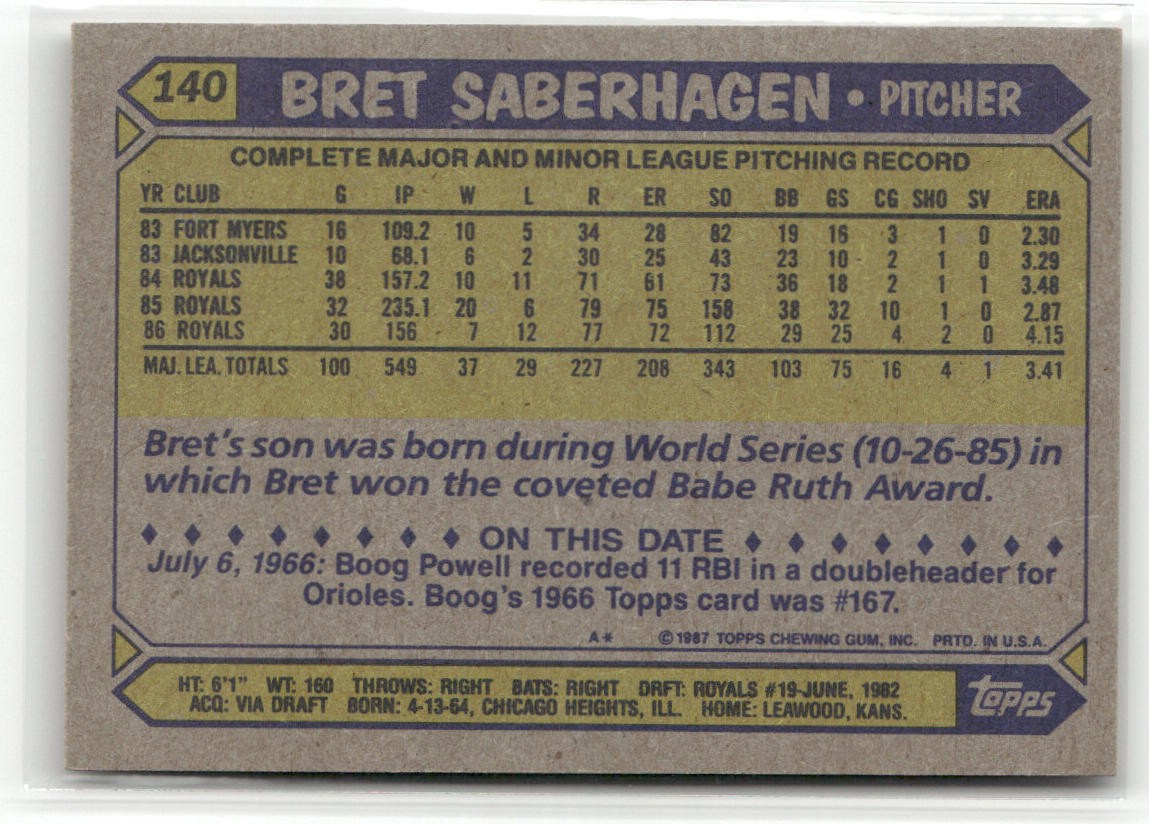 140 BRET SABERHAGEN • PITCHER
COMPLETE MAJOR AND MINOR LEAGUE PITCHING RECORD
YR CLUB G IP W L R ER SO BB GS CG SHO SV ERA
83 FORT MYERS 16 109.2 10 5 34 28 82 19 16 3 1 0 2.30
83 JACKSONVILLE 10 68.1 6 2 30 25 43 23 10 2 1 0 3.29
84 ROYALS 38 157.2 10 11 71 61 73 36 18 2 1 1 3.48
85 ROYALS 32 235.1 20 6 79 75 158 38 32 10 1 0 2.87
86 ROYALS 30 156 7 12 77 72 112 29 25 4 2 0 4.15
MAJ. LEA. TOTALS 100 549 37 29 227 208 343 103 75 16 4 1 3.41
Bret's son was born during World Series (10-26-85) in
which Bret won the coveted Babe Ruth Award.
♦ ♦ ♦ ♦ ♦ ♦ ♦ ♦ ON THIS DATE ♦ ♦ ♦ ♦ ♦ ♦ ♦ ♦
July 6, 1966: Boog Powell recorded 11 RBI in a doubleheader for
Orioles. Boog's 1966 Topps card was #167.
A* ©1987 TOPPS CHEWING GUM, INC. PRTD. IN U.S.A.
HT: 6'1" WT: 160 THROWS: RIGHT BATS: RIGHT DRFT: ROYALS #19-JUNE, 1982
ACQ: VIA DRAFT BORN: 4-13-64, CHICAGO HEIGHTS, ILL. HOME: LEAWOOD, KANS.
topps